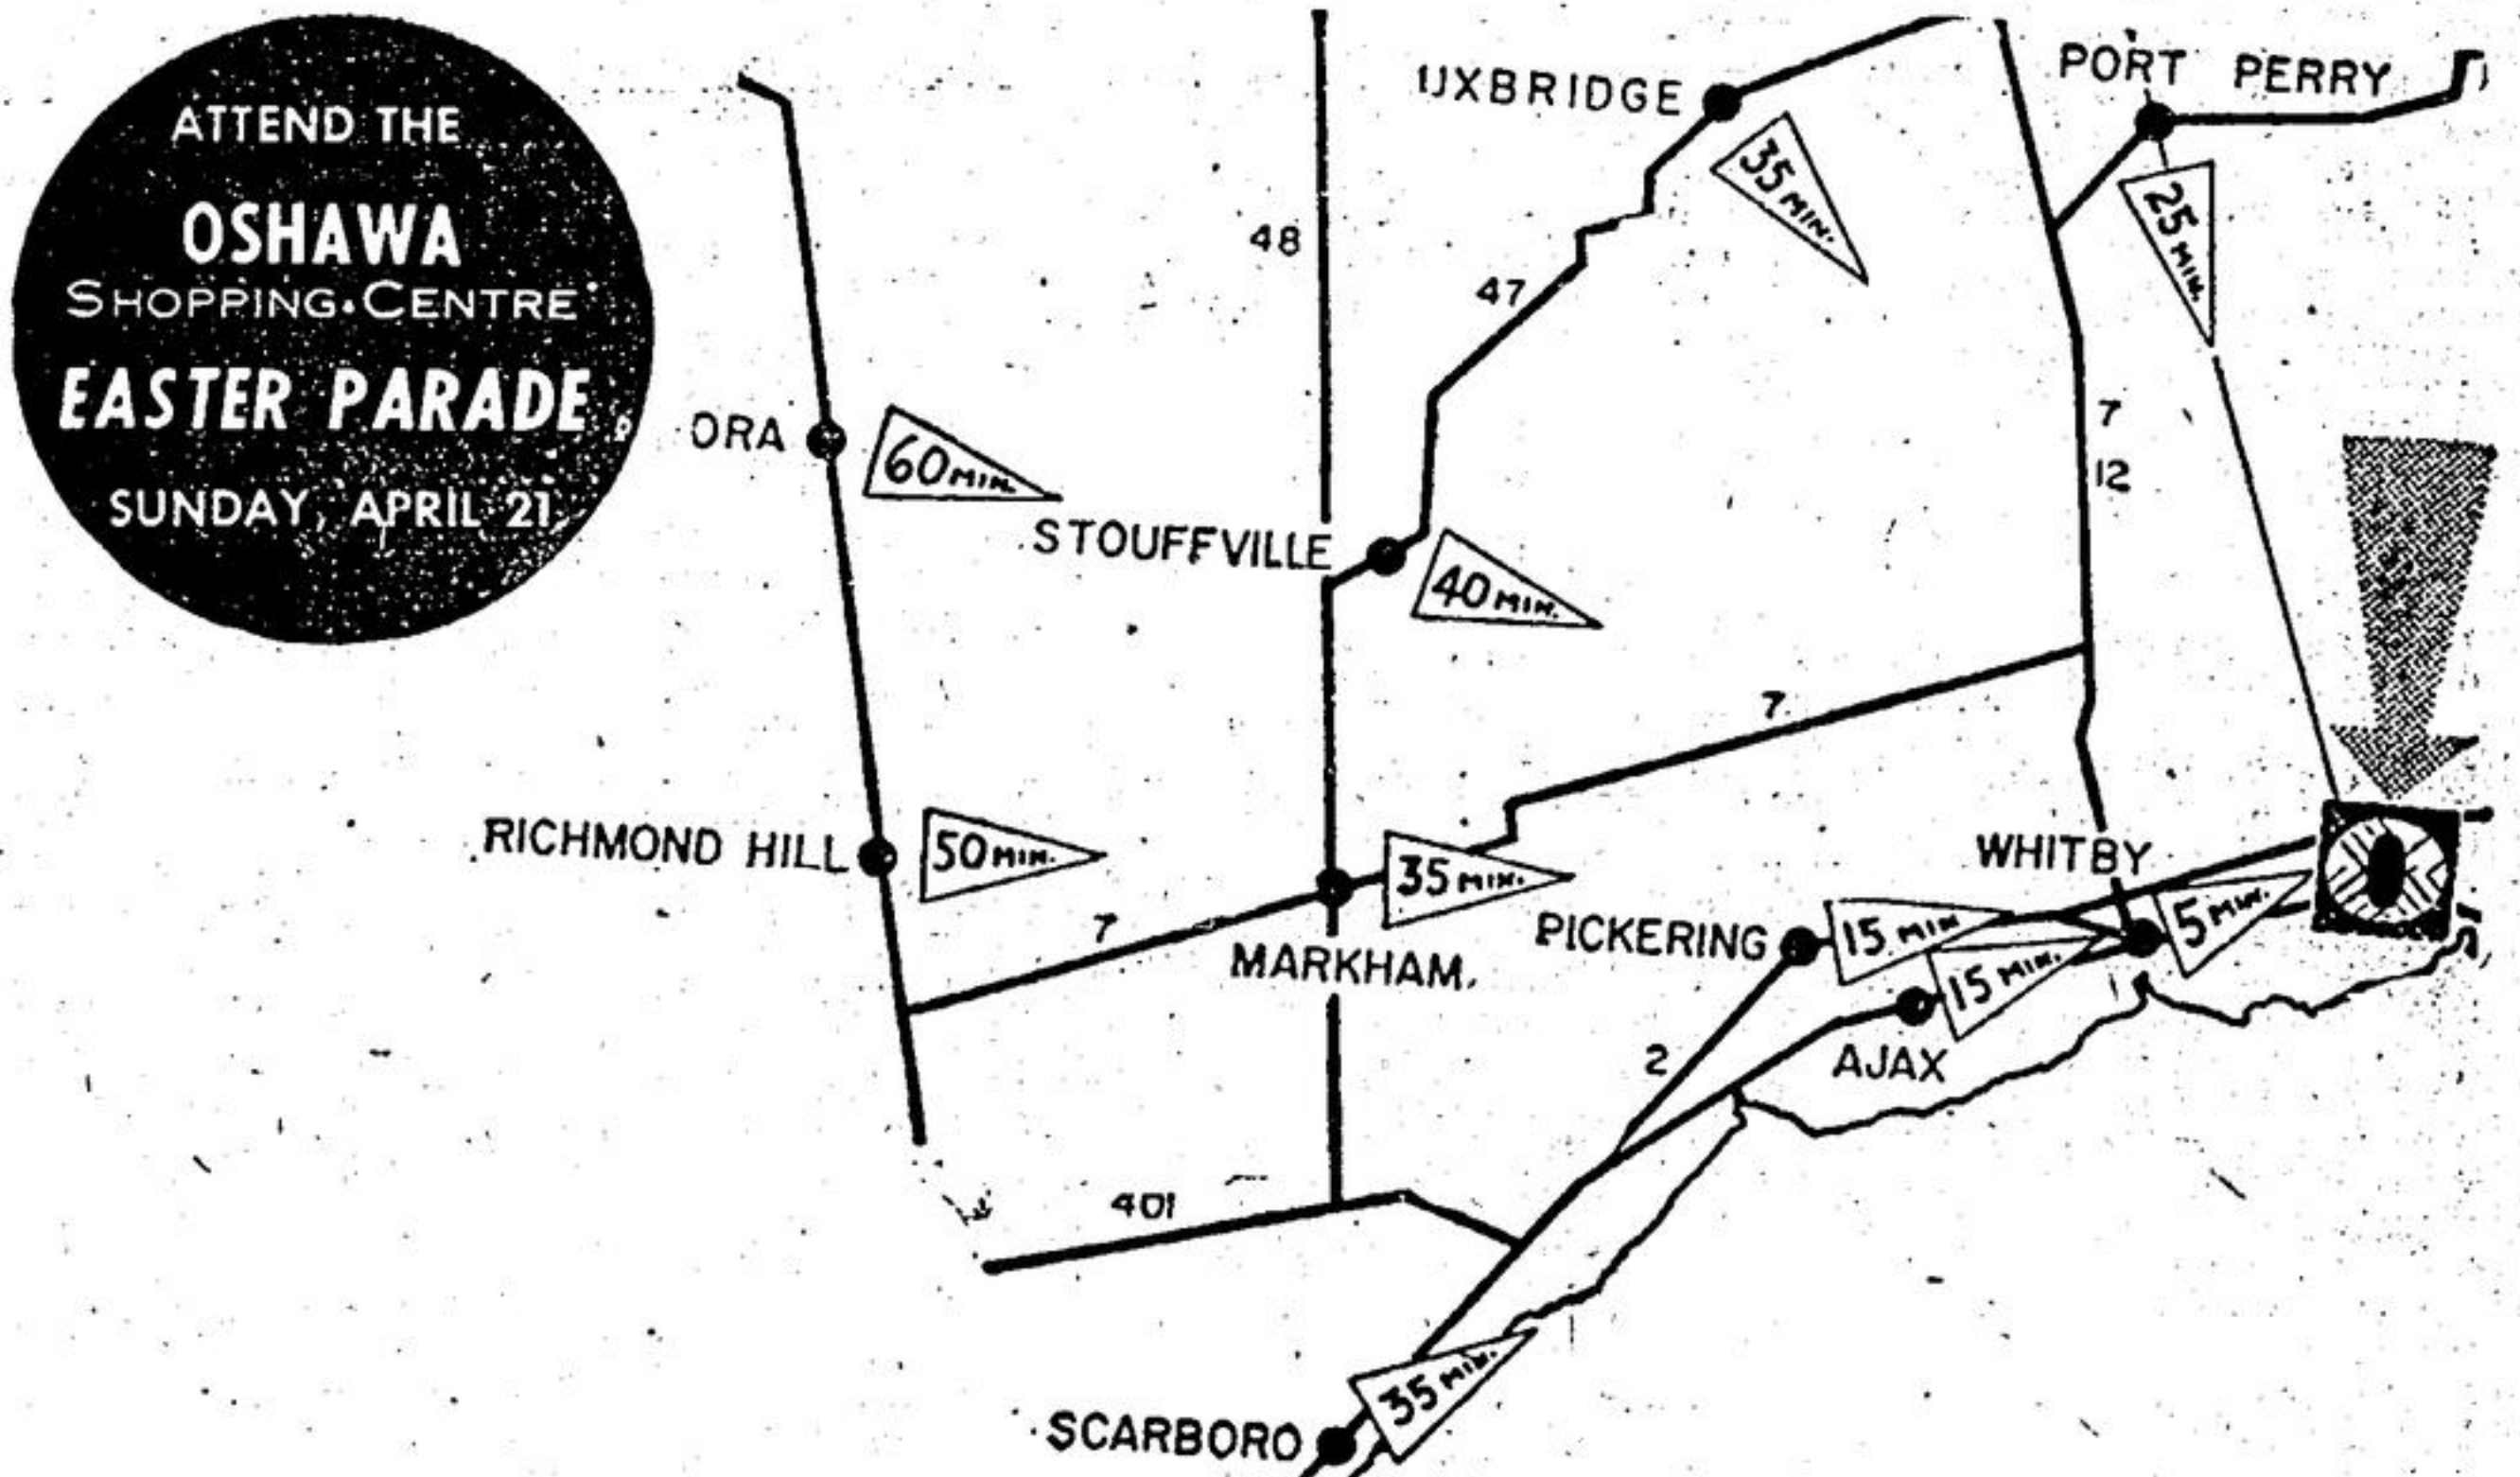 ATTEND THE
OSHAWA
SHOPPING CENTRE
EASTER PARADE
SUNDAY, APRIL 21
UXBRIDGE
35 MIN.
PORT PERRY
25 MIN.
48
47
7
12
ORA
60 MIN.
STOUFFVILLE
40 MIN.
7
RICHMOND HILL
50 MIN.
35 MIN.
WHITBY
5 MIN.
7
MARKHAM
PICKERING
15 MIN
15 MIN.
2
AJAX
401
35 MIN.
SCARBORO